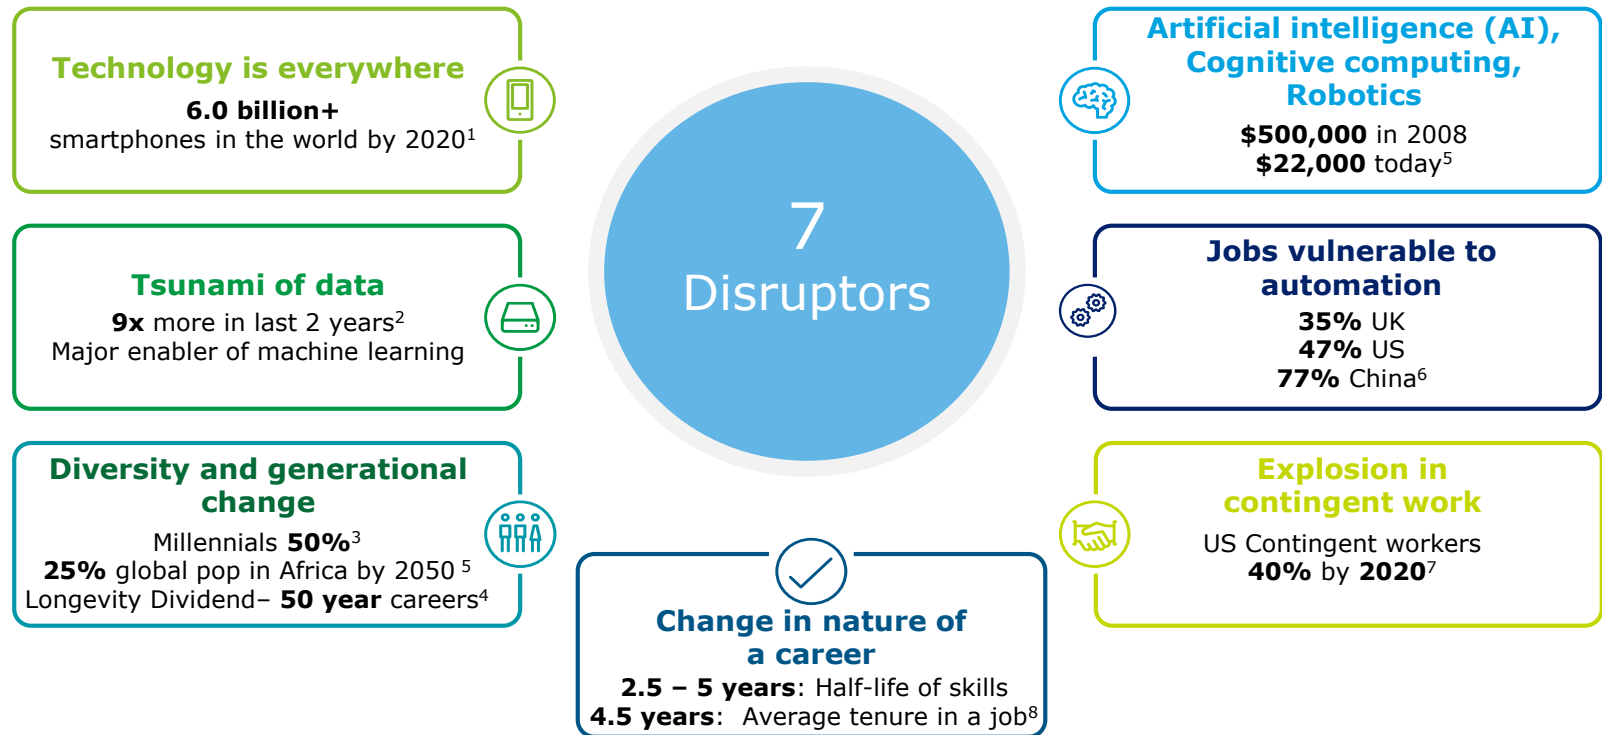 Technology is everywhere
6.0 billion+
smartphones in the world by 2020¹
Tsunami of data
9x more in last 2 years²
Major enabler of machine learning
Diversity and generational
change
Millennials 50%³
25% global pop in Africa by 2050 ⁵
Longevity Dividend– 50 year careers⁴
7
Disruptors
Change in nature of
a career
2.5 – 5 years: Half-life of skills
4.5 years: Average tenure in a job⁸
Artificial intelligence (AI),
Cognitive computing,
Robotics
$500,000 in 2008
$22,000 today⁵
Jobs vulnerable to
automation
35% UK
47% US
77% China⁶
Explosion in
contingent work
US Contingent workers
40% by 2020⁷